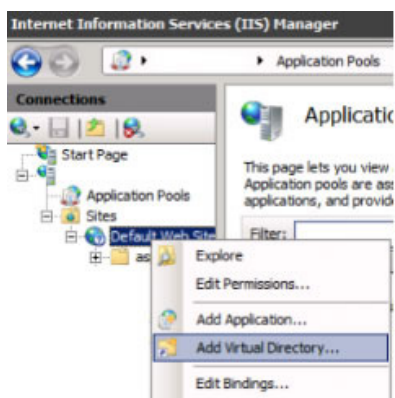 Internet Information Services (IIS) Manager
Application Pools
Connections
Start Page
Application Pools
Sites
Default Web Site
as
Applicatio
This page lets you view
Application pools are ass
applications, and provide
Filter:
Explore
Edit Permissions...
Add Application...
Add Virtual Directory...
Edit Bindings...